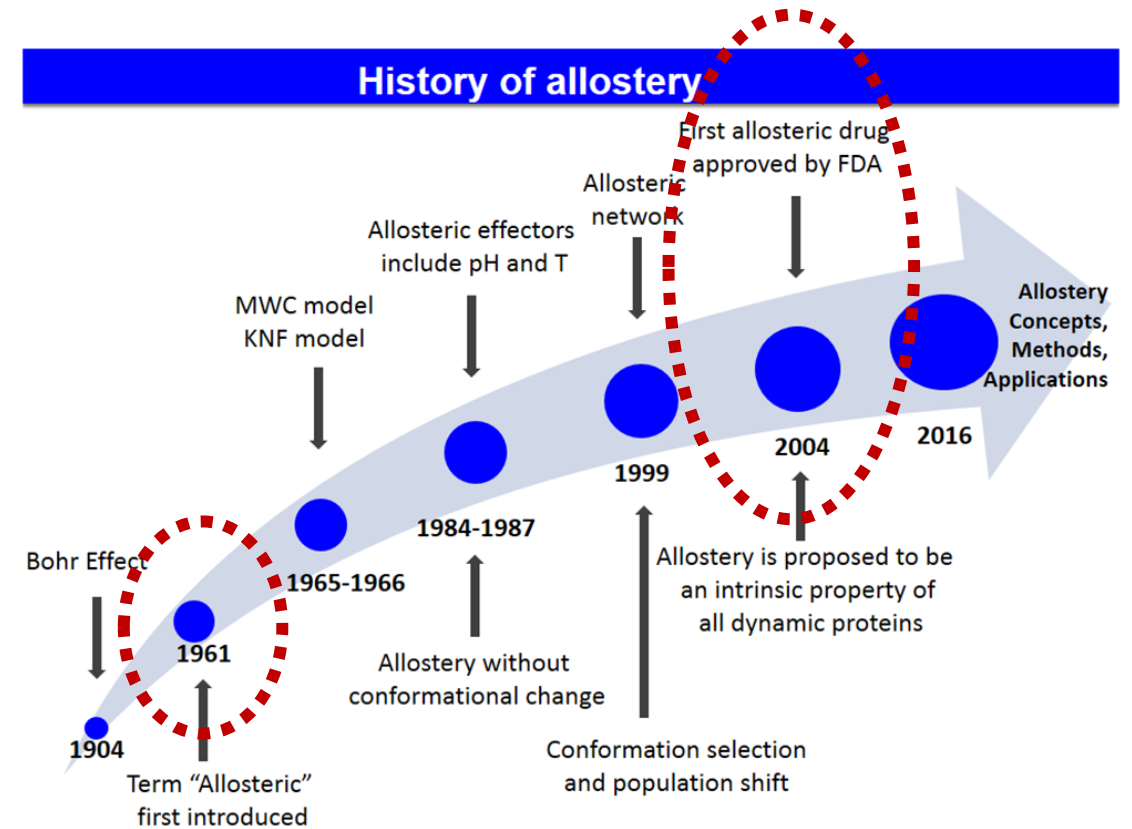 History of allostery
First allosteric drug
approved by FDA
Allosteric
network
Allosteric effectors
include pH and T
MWC model
KNF model
Allostery
Concepts,
Methods,
Applications
2016
2004
1999
1984-1987
1965-1966
Bohr Effect
1961
1904
Allostery is proposed to be
an intrinsic property of
all dynamic proteins
Allostery without
conformational change
Conformation selection
and population shift
Term “Allosteric”
first introduced